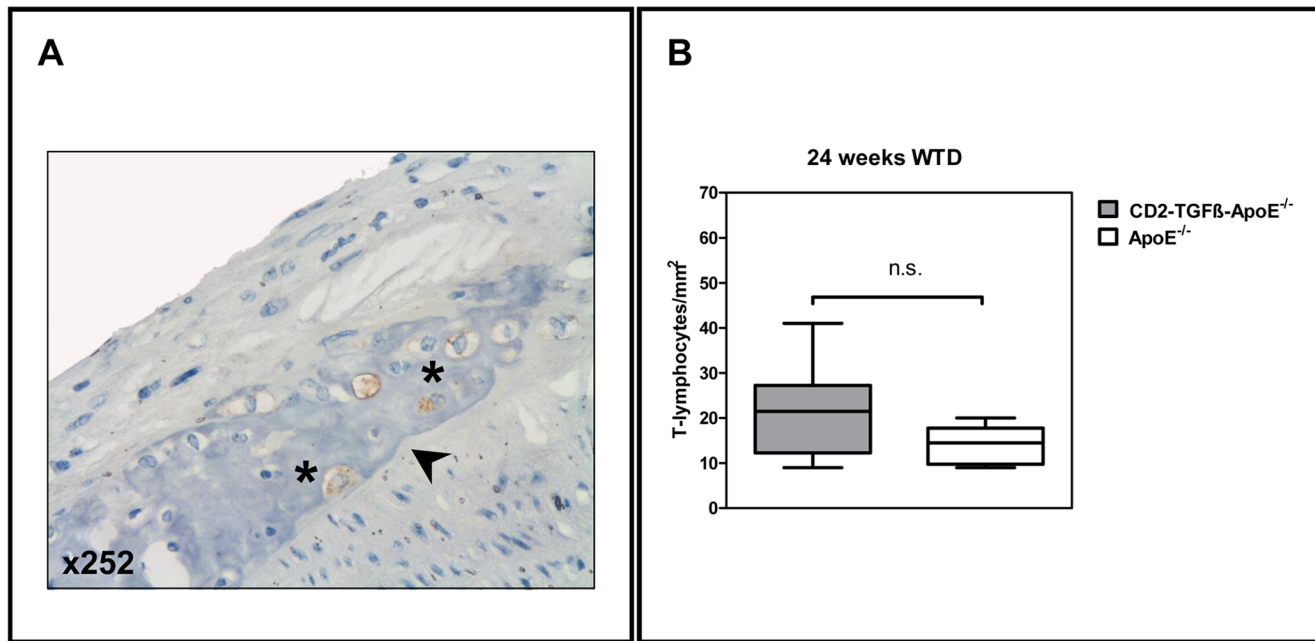 A
*
*
x252
B
24 weeks WTD
T-lymphocytes/mm²
70
60
50
40
30
20
10
0
n.s.
CD2-TGFß-ApoE⁻/⁻
ApoE⁻/⁻